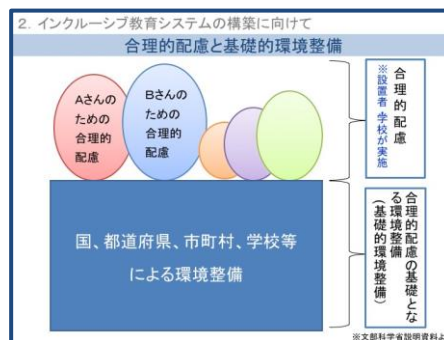 2．インクルーシブ教育システムの構築に向けて
合理的配慮と基礎的環境整備
Aさんの
ための
合理的
配慮
Bさんの
ための
合理的
配慮
合理的配慮
※設置者 学校が実施
国、都道府県、市町村、学校等
による環境整備
合理的配慮の基礎とな
る環境整備
(基礎的環境整備)
※文部科学省説明資料よ